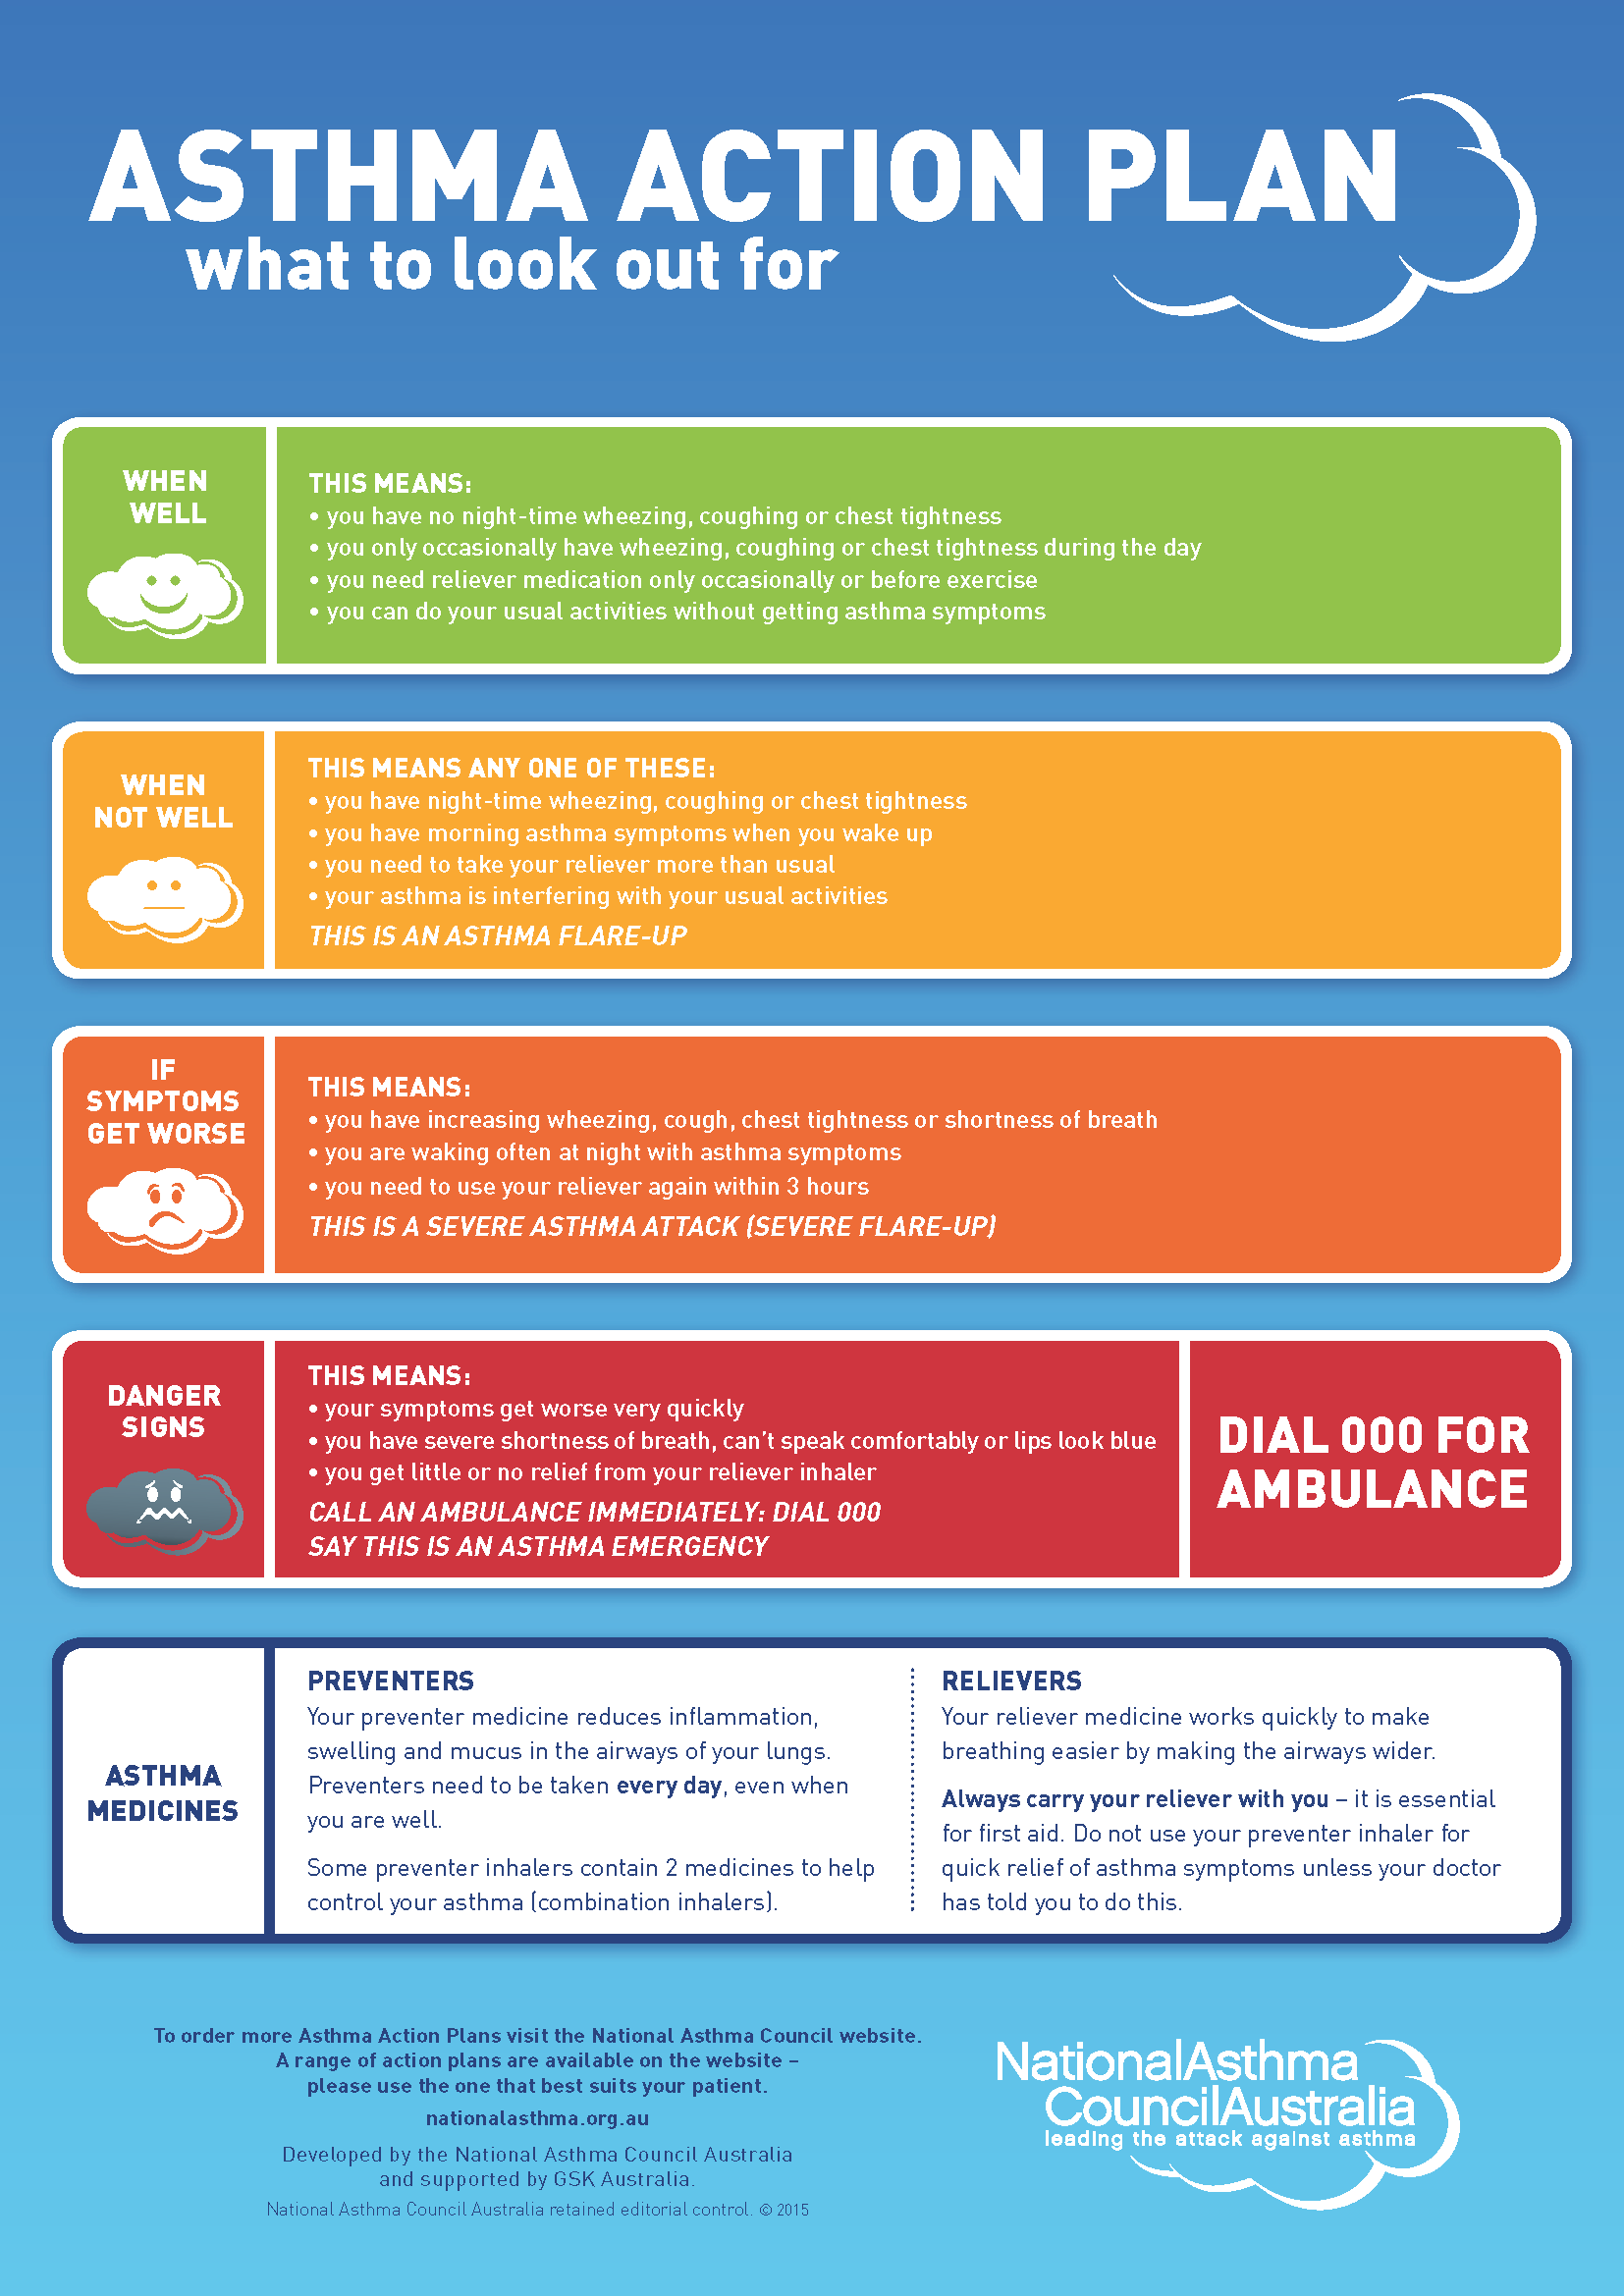 ASTHMA ACTION PLAN
what to look out for
WHEN
WELL
THIS MEANS:
• you have no night-time wheezing, coughing or chest tightness
• you only occasionally have wheezing, coughing or chest tightness during the day
• you need reliever medication only occasionally or before exercise
• you can do your usual activities without getting asthma symptoms
WHEN
NOT WELL
THIS MEANS ANY ONE OF THESE:
• you have night-time wheezing, coughing or chest tightness
• you have morning asthma symptoms when you wake up
• you need to take your reliever more than usual
• your asthma is interfering with your usual activities
THIS IS AN ASTHMA FLARE-UP
IF
SYMPTOMS
GET WORSE
THIS MEANS:
• you have increasing wheezing, cough, chest tightness or shortness of breath
• you are waking often at night with asthma symptoms
• you need to use your reliever again within 3 hours
THIS IS A SEVERE ASTHMA ATTACK (SEVERE FLARE-UP)
DANGER
SIGNS
THIS MEANS:
• your symptoms get worse very quickly
• you have severe shortness of breath, can't speak comfortably or lips look blue
• you get little or no relief from your reliever inhaler
CALL AN AMBULANCE IMMEDIATELY: DIAL 000
SAY THIS IS AN ASTHMA EMERGENCY
DIAL 000 FOR
AMBULANCE
ASTHMA
MEDICINES
PREVENTERS
Your preventer medicine reduces inflammation,
swelling and mucus in the airways of your lungs.
Preventers need to be taken every day, even when
you are well.
Some preventer inhalers contain 2 medicines to help
control your asthma (combination inhalers).
RELIEVERS
Your reliever medicine works quickly to make
breathing easier by making the airways wider.
Always carry your reliever with you – it is essential
for first aid. Do not use your preventer inhaler for
quick relief of asthma symptoms unless your doctor
has told you to do this.
To order more Asthma Action Plans visit the National Asthma Council website.
A range of action plans are available on the website –
please use the one that best suits your patient.
nationalasthma.org.au
Developed by the National Asthma Council Australia
and supported by GSK Australia.
National Asthma Council Australia retained editorial control. © 2015
NationalAsthma
CouncilAustralia
leading the attack against asthma